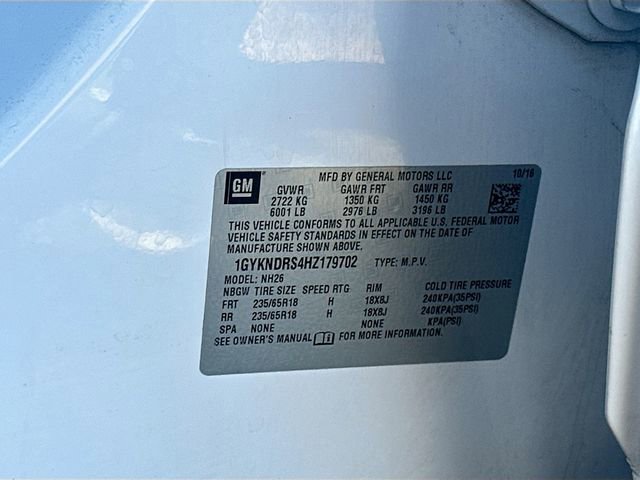 GM
MFD BY GENERAL MOTORS LLC 10/16
GVWR GAWR FRT GAWR RR
2722 KG 1350 KG 1450 KG
6001 LB 2976 LB 3196 LB
THIS VEHICLE CONFORMS TO ALL APPLICABLE U.S. FEDERAL MOTOR
VEHICLE SAFETY STANDARDS IN EFFECT ON THE DATE OF
MANUFACTURE SHOWN ABOVE.
1GYKNDRS4HZ179702 TYPE: M.P.V.
MODEL: NH26
NBGW TIRE SIZE SPEED RTG RIM COLD TIRE PRESSURE
FRT 235/65R18 H 18X8J 240KPA(35PSI)
RR 235/65R18 H 18X8J 240KPA(35PSI)
SPA NONE NONE KPA(PSI)
SEE OWNER'S MANUAL FOR MORE INFORMATION.